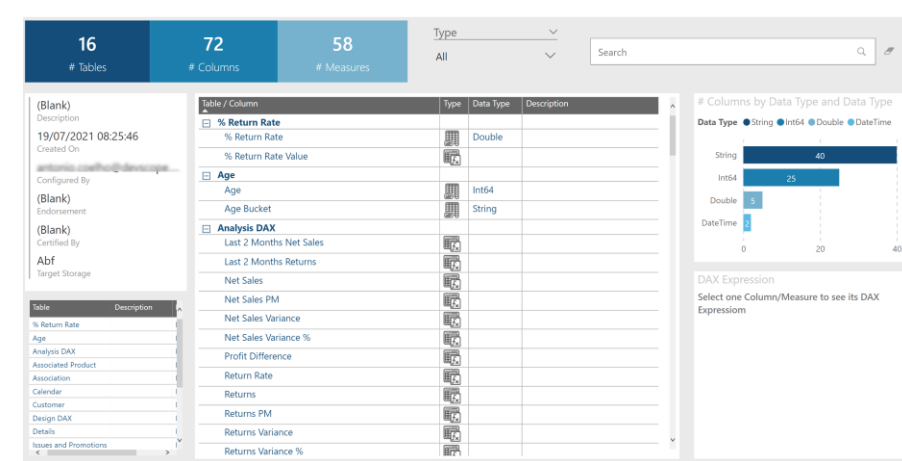 16
# Tables
72
# Columns
58
# Measures
Type
All
Search
(Blank)
Description
19/07/2021 08:25:46
Created On
Configured By
(Blank)
Endorsement
(Blank)
Certified By
Abf
Target Storage
Table Description
% Return Rate
Age
Analysis DAX
Associated Product
Association
Calendar
Customer
Design DAX
Details
Issues and Promotions
Table / Column Type Data Type Description
% Return Rate
% Return Rate Double
% Return Rate Value
Age
Age Int64
Age Bucket String
Analysis DAX
Last 2 Months Net Sales
Last 2 Months Returns
Net Sales
Net Sales PM
Net Sales Variance
Net Sales Variance %
Profit Difference
Return Rate
Returns
Returns PM
Returns Variance
Returns Variance %
# Columns by Data Type and Data Type
Data Type String Int64 Double DateTime
String 40
Int64 25
Double 5
DateTime 2
0 20 40
DAX Expression
Select one Column/Measure to see its DAX
Expressiom